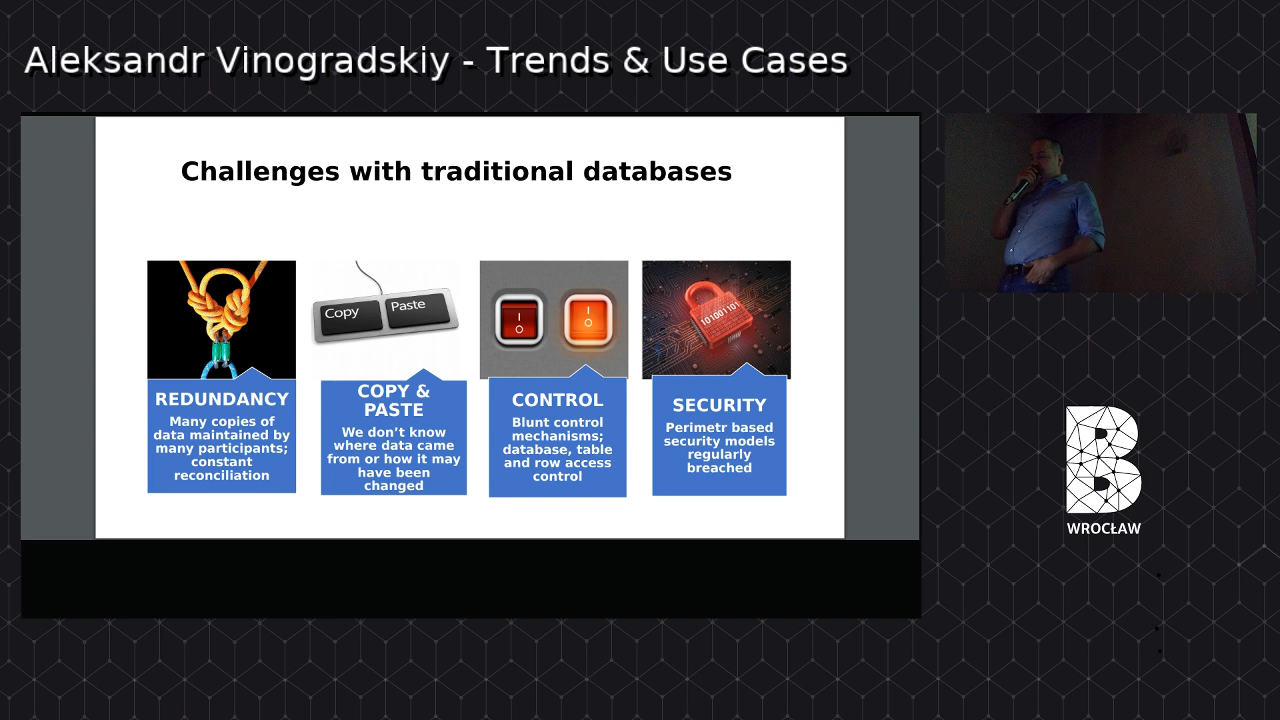 Aleksandr Vinogradskiy - Trends & Use Cases
Challenges with traditional databases
Copy
Paste
I
O
I
O
101001101
REDUNDANCY
Many copies of
data maintained by
many participants;
constant
reconciliation
COPY &
PASTE
We don’t know
where data came
from or how it may
have been
changed
CONTROL
Blunt control
mechanisms;
database, table
and row access
control
SECURITY
Perimetr based
security models
regularly
breached
B
WROCŁAW